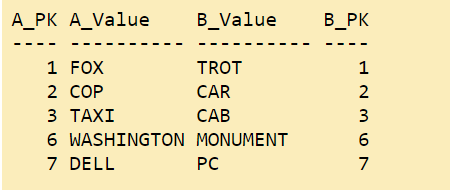 A_PK A_Value    B_Value    B_PK
---- ---------- ---------- ----
   1 FOX        TROT          1
   2 COP        CAR           2
   3 TAXI       CAB           3
   6 WASHINGTON MONUMENT      6
   7 DELL       PC            7